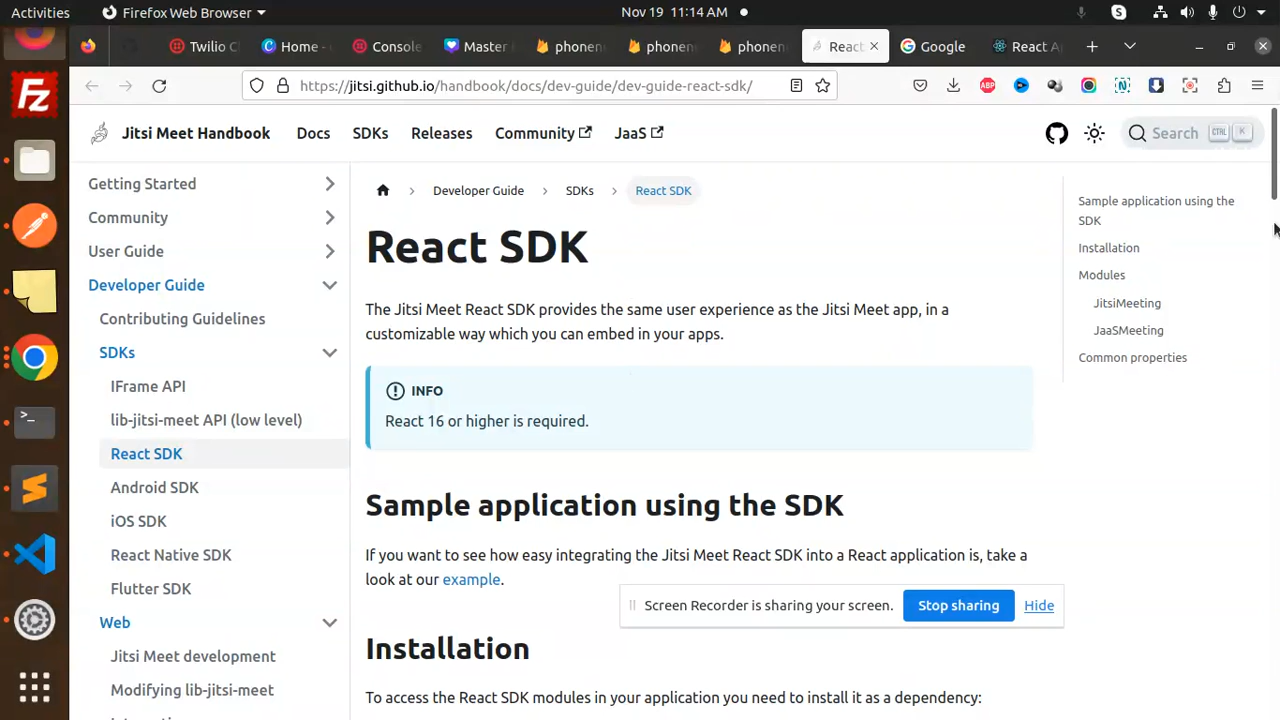 Activities
Firefox Web Browser
Nov 19 11:14 AM
Twilio C
Home -
Console
Master
phonen
phonen
phonen
React
Google
React A
https://jitsi.github.io/handbook/docs/dev-guide/dev-guide-react-sdk/
ABP
Jitsi Meet Handbook
Docs
SDKs
Releases
Community
JaaS
Search
CTRL
K
Getting Started
Community
User Guide
Developer Guide
Contributing Guidelines
SDKs
IFrame API
lib-jitsi-meet API (low level)
React SDK
Android SDK
iOS SDK
React Native SDK
Flutter SDK
Web
Jitsi Meet development
Modifying lib-jitsi-meet
Developer Guide
SDKs
React SDK
React SDK
The Jitsi Meet React SDK provides the same user experience as the Jitsi Meet app, in a
customizable way which you can embed in your apps.
INFO
React 16 or higher is required.
Sample application using the SDK
If you want to see how easy integrating the Jitsi Meet React SDK into a React application is, take a
look at our example.
Installation
To access the React SDK modules in your application you need to install it as a dependency:
Sample application using the
SDK
Installation
Modules
JitsiMeeting
JaaSMeeting
Common properties
Screen Recorder is sharing your screen.
Stop sharing
Hide